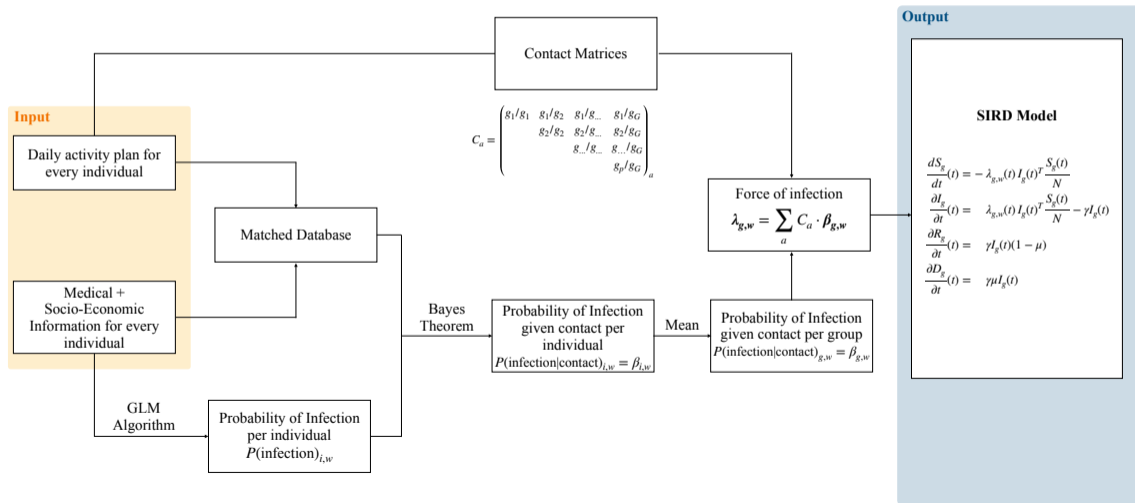 Output
Contact Matrices
C_a = ( g_1/g_1 g_1/g_2 g_1/g_... g_1/g_G
g_2/g_2 g_2/g_... g_2/g_G
g_.../g_... g_.../g_G
g_p/g_G )_a
Input
Daily activity plan for
every individual
Matched Database
Medical +
Socio-Economic
Information for every
individual
GLM
Algorithm
Probability of Infection
per individual
P(infection)_{i,w}
Bayes
Theorem
Probability of Infection
given contact per
individual
P(infection|contact)_{i,w} = β_{i,w}
Mean
Probability of Infection
given contact per group
P(infection|contact)_{g,w} = β_{g,w}
Force of infection
λ_{g,w} = ∑_a C_a · β_{g,w}
SIRD Model
dS_g/dt (t) = − λ_{g,w}(t) I_g(t)^T S_g(t)/N
∂I_g/∂t (t) = λ_{g,w}(t) I_g(t)^T S_g(t)/N − γI_g(t)
∂R_g/∂t (t) = γI_g(t)(1 − μ)
∂D_g/∂t (t) = γμI_g(t)